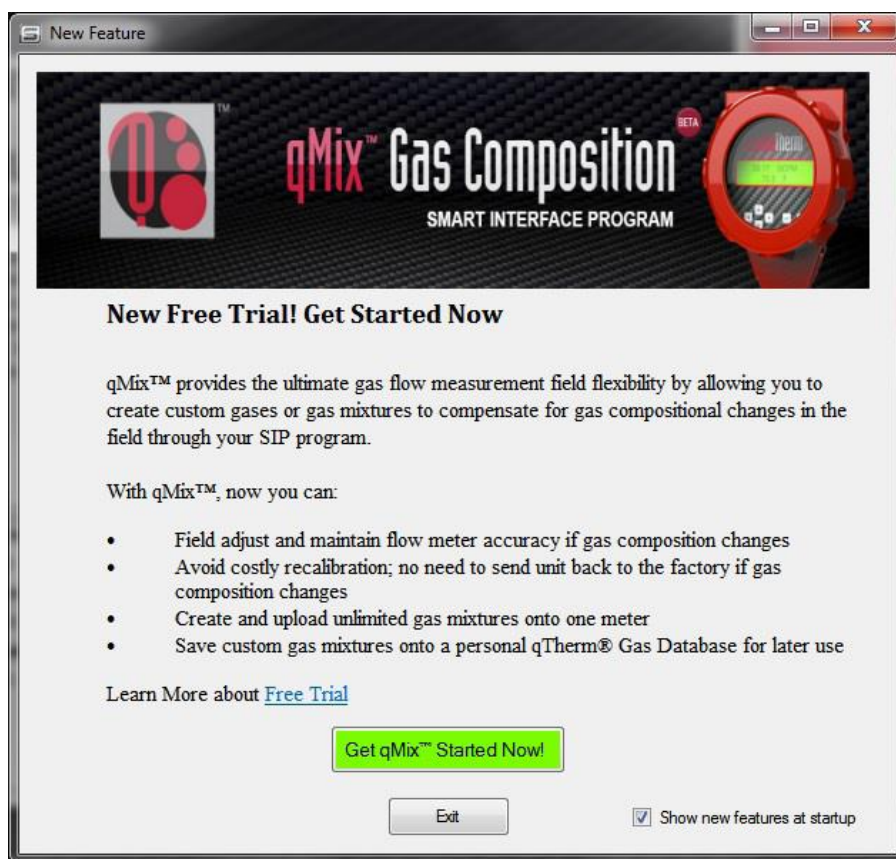 New Feature
TM
qMix™ Gas Composition
BETA
SMART INTERFACE PROGRAM
Therm
New Free Trial! Get Started Now
qMix™ provides the ultimate gas flow measurement field flexibility by allowing you to
create custom gases or gas mixtures to compensate for gas compositional changes in the
field through your SIP program.
With qMix™, now you can:
• Field adjust and maintain flow meter accuracy if gas composition changes
• Avoid costly recalibration; no need to send unit back to the factory if gas
composition changes
• Create and upload unlimited gas mixtures onto one meter
• Save custom gas mixtures onto a personal qTherm® Gas Database for later use
Learn More about Free Trial
Get qMix™ Started Now!
Exit
Show new features at startup